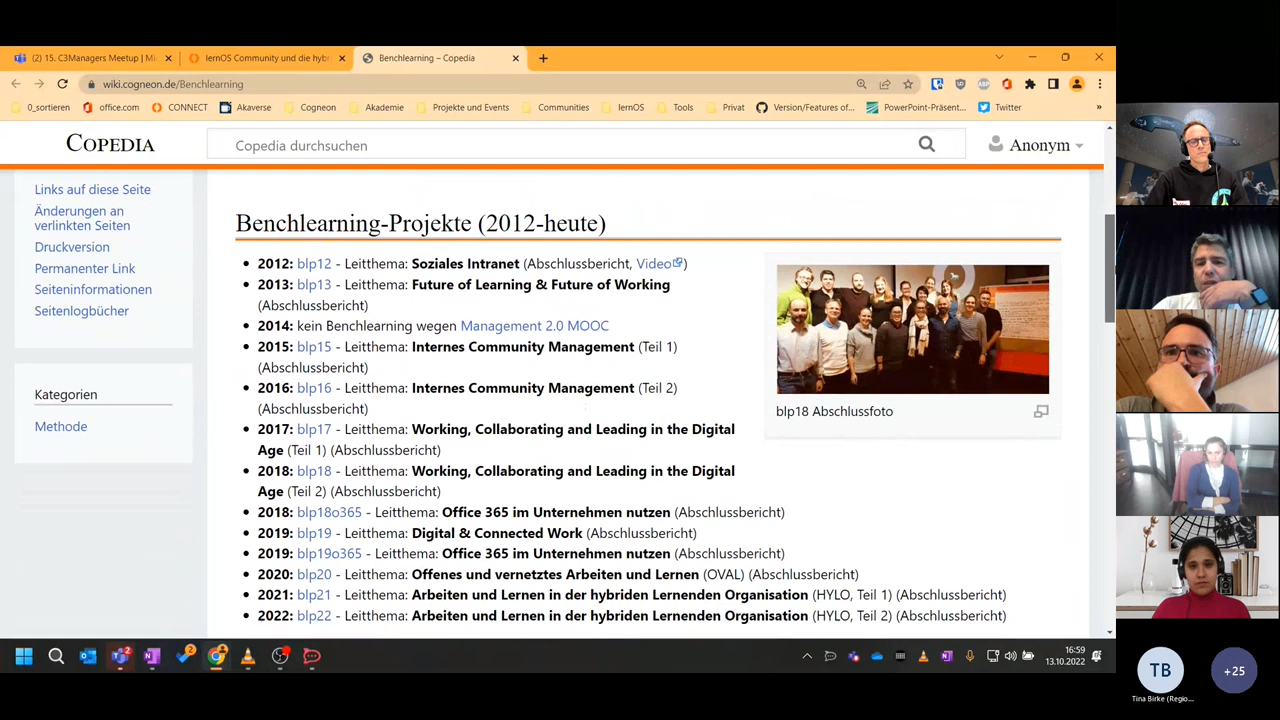 (2) 15. C3Managers Meetup | Mi
lernOS Community und die hybr
Benchlearning – Copedia
wiki.cogneon.de/Benchlearning
0_sortieren
office.com
CONNECT
Akaverse
Cogneon
Akademie
Projekte und Events
Communities
lernOS
Tools
Privat
Version/Features of...
PowerPoint-Präsent...
Twitter
»
COPEDIA
Copedia durchsuchen
Anonym
Links auf diese Seite
Änderungen an
verlinkten Seiten
Druckversion
Permanenter Link
Seiteninformationen
Seitenlogbücher
Kategorien
Methode
Benchlearning-Projekte (2012-heute)
2012: blp12 - Leitthema: Soziales Intranet (Abschlussbericht, Video)
2013: blp13 - Leitthema: Future of Learning & Future of Working
(Abschlussbericht)
2014: kein Benchlearning wegen Management 2.0 MOOC
2015: blp15 - Leitthema: Internes Community Management (Teil 1)
(Abschlussbericht)
2016: blp16 - Leitthema: Internes Community Management (Teil 2)
(Abschlussbericht)
2017: blp17 - Leitthema: Working, Collaborating and Leading in the Digital
Age (Teil 1) (Abschlussbericht)
2018: blp18 - Leitthema: Working, Collaborating and Leading in the Digital
Age (Teil 2) (Abschlussbericht)
2018: blp18o365 - Leitthema: Office 365 im Unternehmen nutzen (Abschlussbericht)
2019: blp19 - Leitthema: Digital & Connected Work (Abschlussbericht)
2019: blp19o365 - Leitthema: Office 365 im Unternehmen nutzen (Abschlussbericht)
2020: blp20 - Leitthema: Offenes und vernetztes Arbeiten und Lernen (OVAL) (Abschlussbericht)
2021: blp21 - Leitthema: Arbeiten und Lernen in der hybriden Lernenden Organisation (HYLO, Teil 1) (Abschlussbericht)
2022: blp22 - Leitthema: Arbeiten und Lernen in der hybriden Lernenden Organisation (HYLO, Teil 2) (Abschlussbericht)
blp18 Abschlussfoto
16:59
13.10.2022
TB
Tina Birke (Regio...
+25